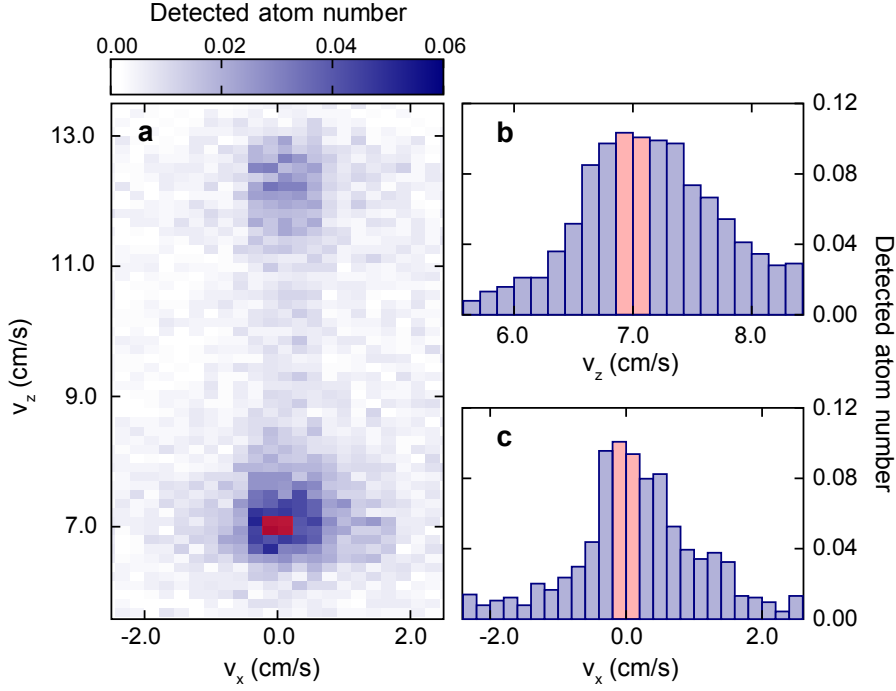 Detected atom number
0.00 0.02 0.04 0.06
a
13.0
11.0
9.0
7.0
v_z (cm/s)
-2.0 0.0 2.0
v_x (cm/s)
b
0.12
0.08
0.04
0.00
6.0 7.0 8.0
v_z (cm/s)
Detected atom number
c
0.12
0.08
0.04
0.00
-2.0 0.0 2.0
v_x (cm/s)